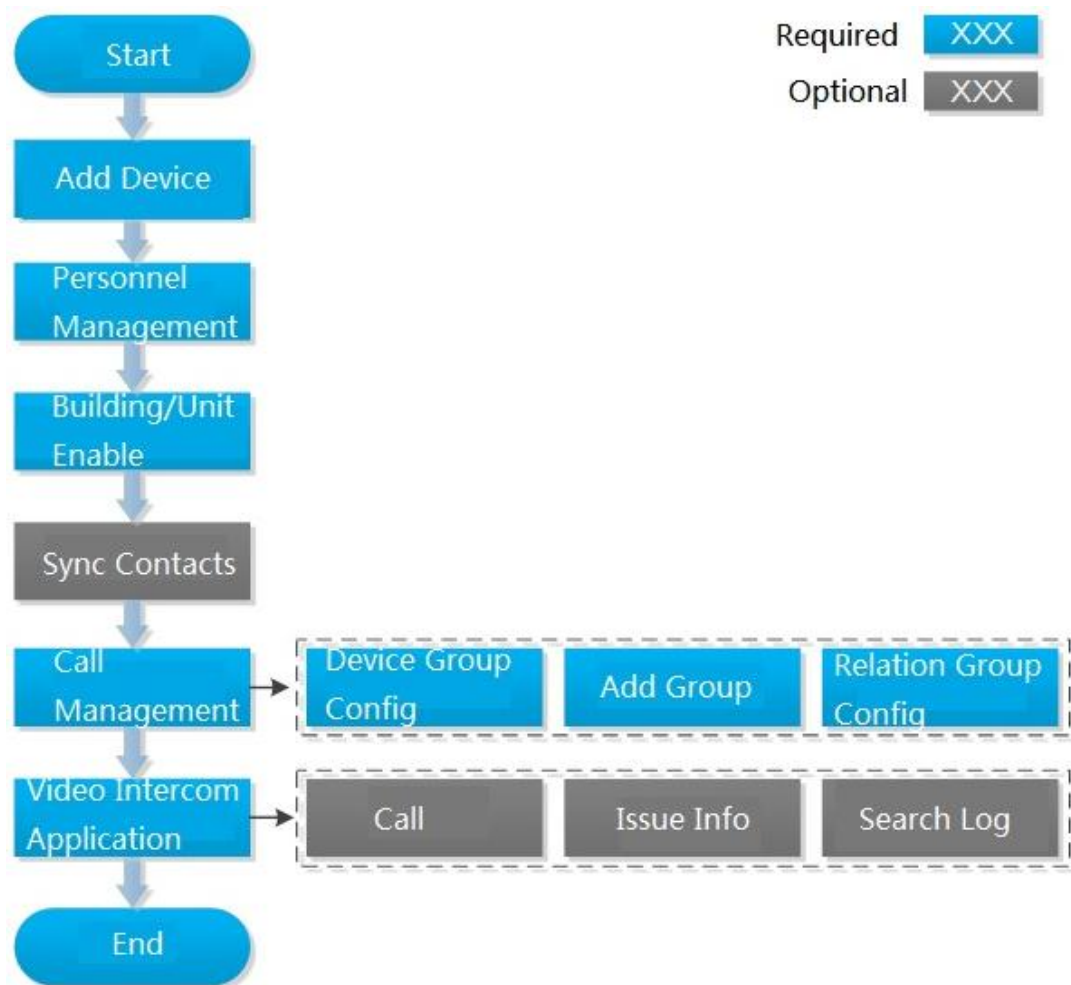 Start
Required XXX
Optional XXX
Add Device
Personnel
Management
Building/Unit
Enable
Sync Contacts
Call
Management
Device Group
Config
Add Group
Relation Group
Config
Video Intercom
Application
Call
Issue Info
Search Log
End